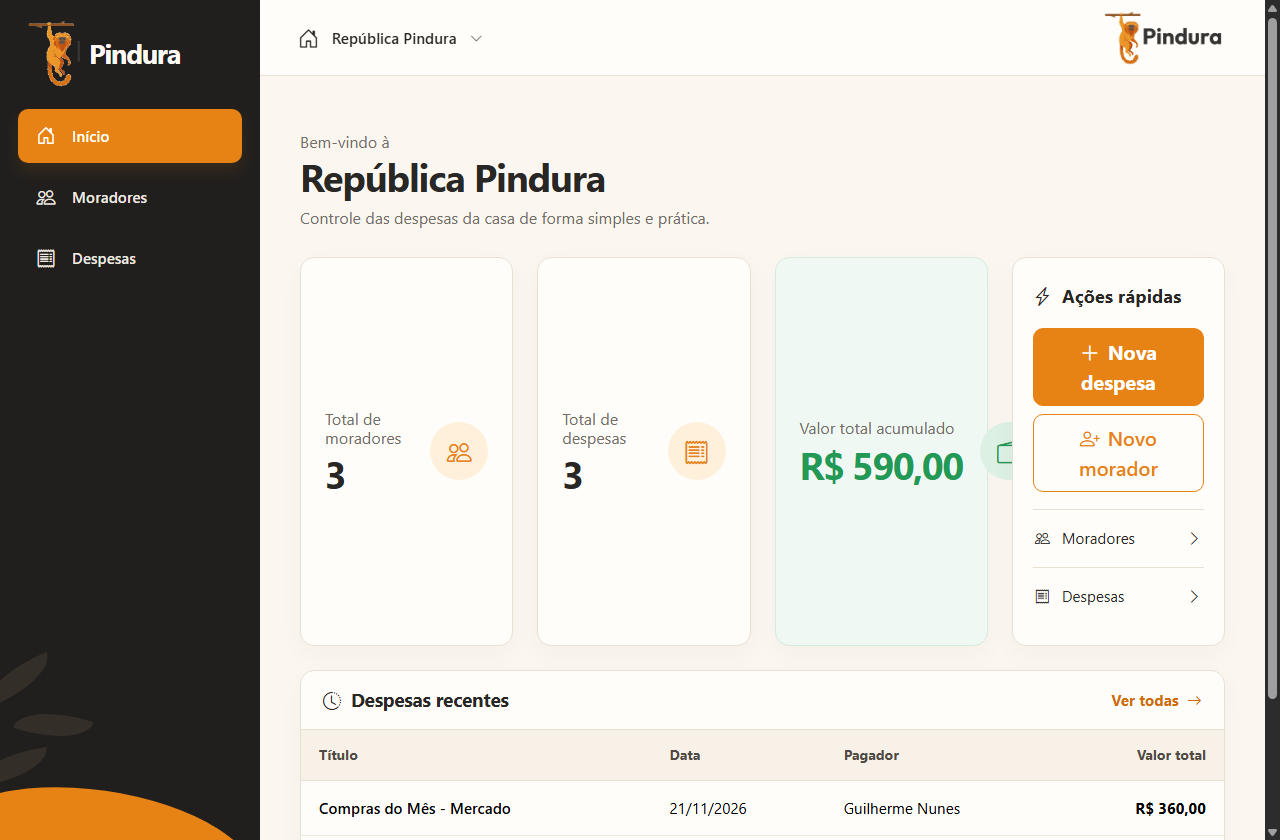 Pindura
Início
Moradores
Despesas
República Pindura
Pindura
Bem-vindo à
República Pindura
Controle das despesas da casa de forma simples e prática.
Total de
moradores
3
Total de
despesas
3
Valor total acumulado
R$ 590,00
Ações rápidas
Nova
despesa
Novo
morador
Moradores
Despesas
Despesas recentes
Ver todas
Título Data Pagador Valor total
Compras do Mês - Mercado 21/11/2026 Guilherme Nunes R$ 360,00